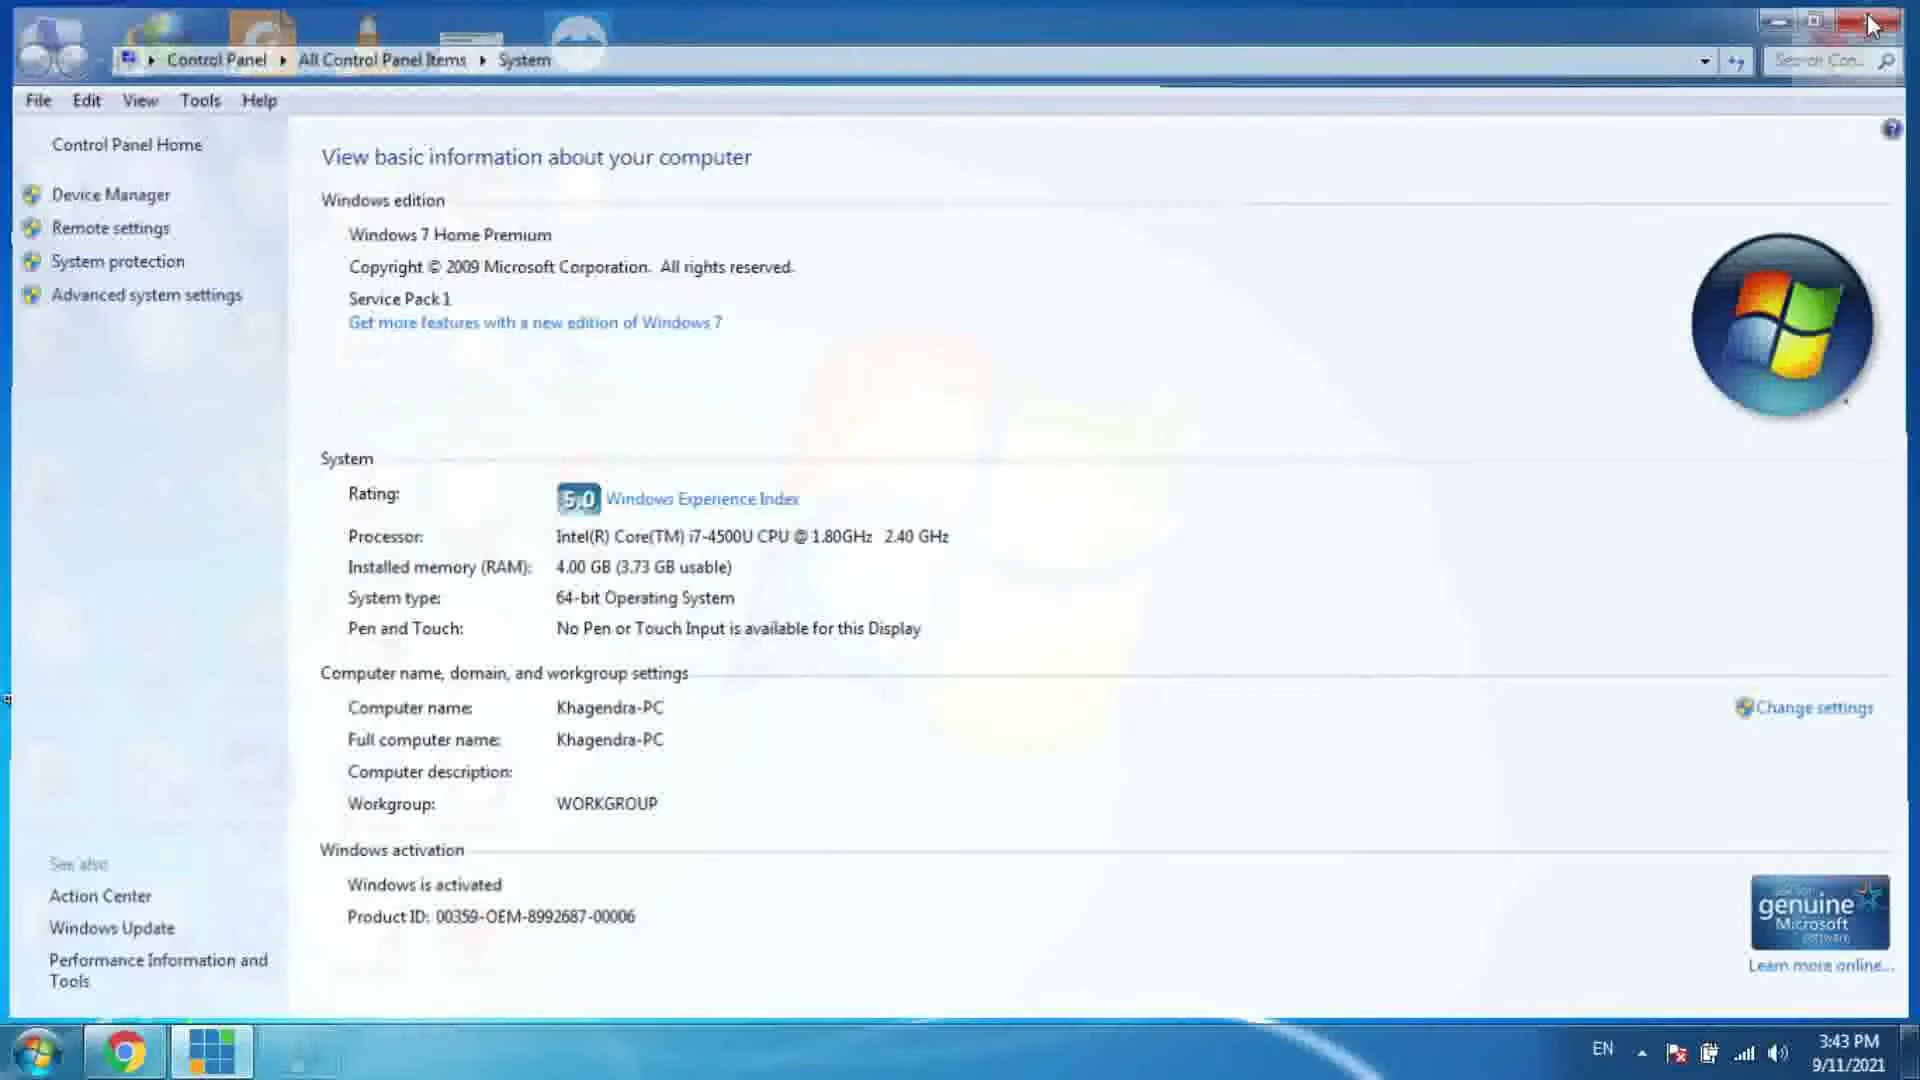 Control Panel ▸ All Control Panel Items ▸ System
Search Con...
File Edit View Tools Help
Control Panel Home
Device Manager
Remote settings
System protection
Advanced system settings
See also
Action Center
Windows Update
Performance Information and
Tools
View basic information about your computer
Windows edition
Windows 7 Home Premium
Copyright © 2009 Microsoft Corporation. All rights reserved.
Service Pack 1
Get more features with a new edition of Windows 7
System
Rating: 5.0 Windows Experience Index
Processor: Intel(R) Core(TM) i7-4500U CPU @ 1.80GHz 2.40 GHz
Installed memory (RAM): 4.00 GB (3.73 GB usable)
System type: 64-bit Operating System
Pen and Touch: No Pen or Touch Input is available for this Display
Computer name, domain, and workgroup settings
Computer name: Khagendra-PC
Change settings
Full computer name: Khagendra-PC
Computer description:
Workgroup: WORKGROUP
Windows activation
Windows is activated
Product ID: 00359-OEM-8992687-00006
ask for
genuine
Microsoft
software
Learn more online...
EN
3:43 PM
9/11/2021